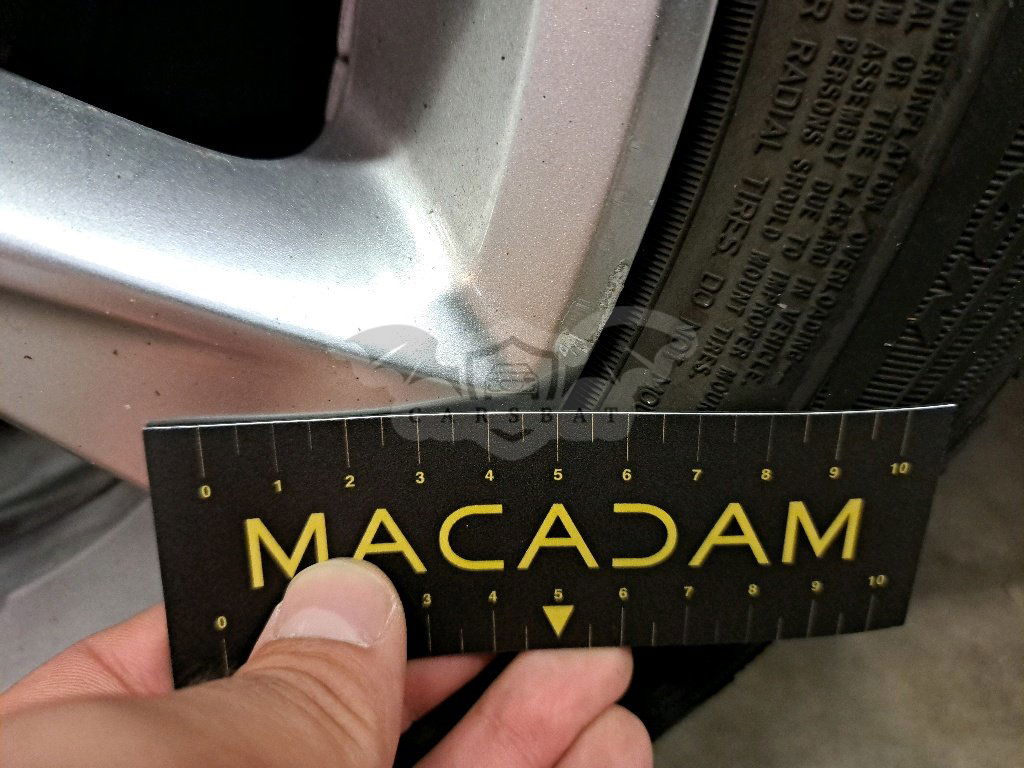 UNDERINFLATION OVERLOADING
OR TIRE PLACARD IN VEHICLE.
ASSEMBLY DUE TO IMPROPER
PERSONS SHOULD MOUNT TIRES.
RADIAL TIRES. DO NOT
CARSBAT
0 1 2 3 4 5 6 7 8 9 10
MACADAM
0 3 4 5 6 7 8 9 10